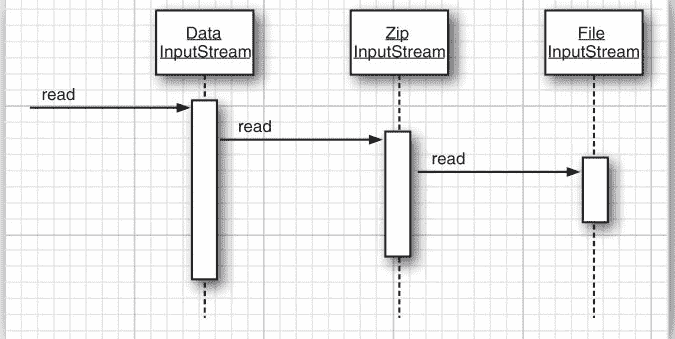 Data
InputStream
Zip
InputStream
File
InputStream
read
read
read